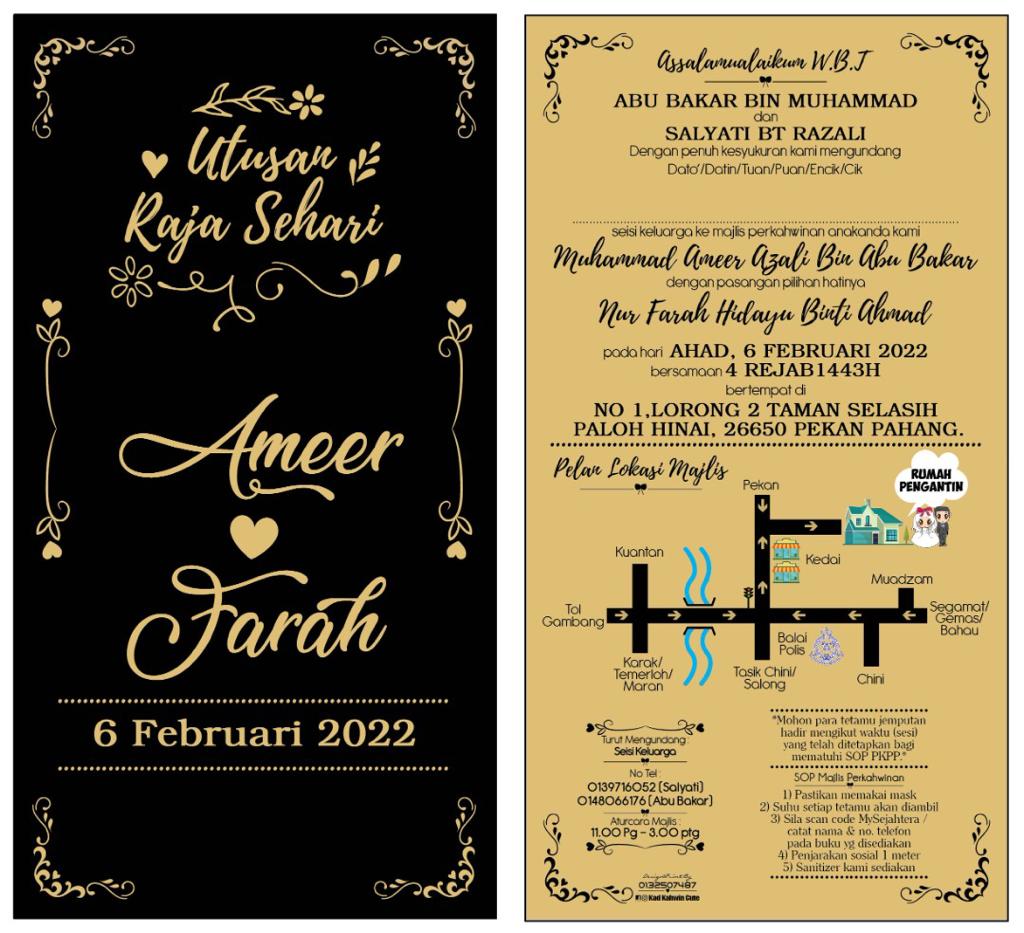 Utusan
Raja Sehari
Ameer
Farah
6 Februari 2022
Assalamualaikum W.B.T
ABU BAKAR BIN MUHAMMAD
dan
SALYATI BT RAZALI
Dengan penuh kesyukuran kami mengundang
Dato'/Datin/Tuan/Puan/Encik/Cik
seisi keluarga ke majlis perkahwinan anakanda kami
Muhammad Ameer Azali Bin Abu Bakar
dengan pasangan pilihan hatinya
Nur Farah Hidayu Binti Ahmad
pada hari AHAD, 6 FEBRUARI 2022
bersamaan 4 REJAB1443H
bertempat di
NO 1,LORONG 2 TAMAN SELASIH
PALOH HINAI, 26650 PEKAN PAHANG.
Pelan Lokasi Majlis
RUMAH
PENGANTIN
Pekan
Kedai
Kuantan
Muadzam
Tol
Gambang
Segamat/
Gemas/
Bahau
Karak/
Temerloh/
Maran
Balai
Polis
Tasik Chini/
Salong
Chini
Turut Mengundang :
Seisi Keluarga
No Tel :
0139716052 (Salyati)
0148066176 (Abu Bakar)
Aturcara Majlis :
11.00 Pg - 3.00 ptg
Design&Print By
0132507487
Kad Kahwin Cute
*Mohon para tetamu jemputan
hadir mengikut waktu (sesi)
yang telah ditetapkan bagi
mematuhi SOP PKPP.*
SOP Majlis Perkahwinan
1) Pastikan memakai mask
2) Suhu setiap tetamu akan diambil
3) Sila scan code MySejahtera /
catat nama & no. telefon
pada buku yg disediakan
4) Penjarakan sosial 1 meter
5) Sanitizer kami sediakan